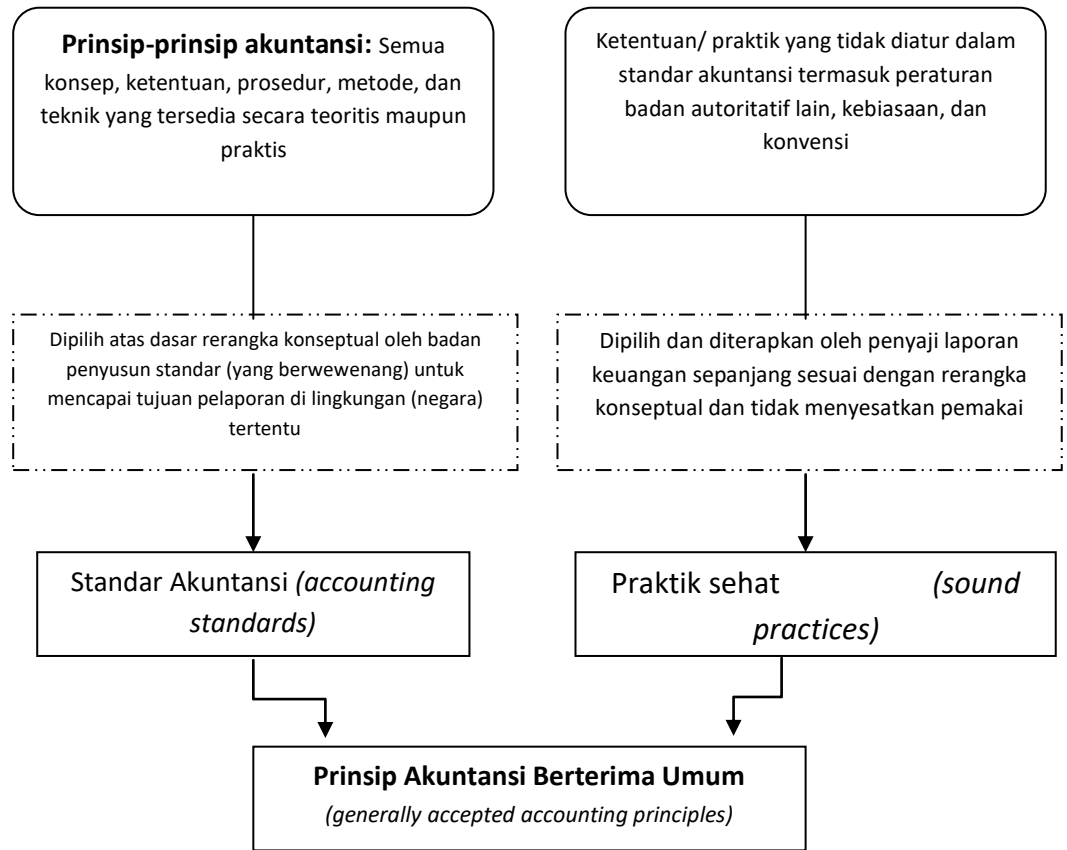 Prinsip-prinsip akuntansi: Semua
konsep, ketentuan, prosedur, metode, dan
teknik yang tersedia secara teoritis maupun
praktis
Ketentuan/ praktik yang tidak diatur dalam
standar akuntansi termasuk peraturan
badan autoritatif lain, kebiasaan, dan
konvensi
Dipilih atas dasar rerangka konseptual oleh badan
penyusun standar (yang berwewenang) untuk
mencapai tujuan pelaporan di lingkungan (negara)
tertentu
Dipilih dan diterapkan oleh penyaji laporan
keuangan sepanjang sesuai dengan rerangka
konseptual dan tidak menyesatkan pemakai
Standar Akuntansi (accounting
standards)
Praktik sehat (sound
practices)
Prinsip Akuntansi Berterima Umum
(generally accepted accounting principles)